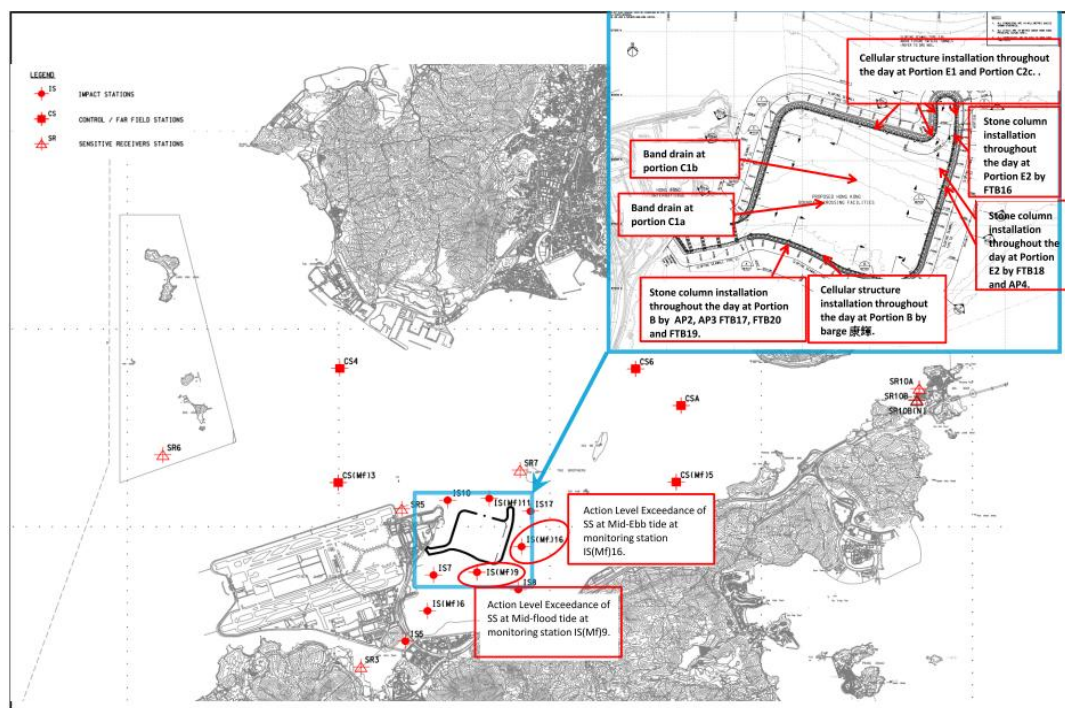 LEGEND
IS
IMPACT STATIONS
CS
CONTROL / FAR FIELD STATIONS
SR
SENSITIVE RECEIVERS STATIONS
Cellular structure installation throughout
the day at Portion E1 and Portion C2c. .
Stone column
installation
throughout
the day at
Portion E2 by
FTB16
Band drain at
portion C1b
Band drain at
portion C1a
PROPOSED HONG KONG
Stone column
installation
throughout the
day at Portion
E2 by FTB18
and AP4.
Stone column installation
throughout the day at Portion
B by AP2, AP3 FTB17, FTB20
and FTB19.
Cellular structure
installation throughout
the day at Portion B by
barge 康輝.
CS4
CS6
CSA
SR10A
SR10B
SR10B(N)
SR6
CS(Mf)3
SR5
IS10
IS(Mf)11
SR7
IS17
CS(Mf)5
IS(Mf)16
Action Level Exceedance of
SS at Mid-Ebb tide at
monitoring station
IS(Mf)16.
IS7
IS(Mf)9
IS8
IS(Mf)6
IS5
SR3
Action Level Exceedance of
SS at Mid-flood tide at
monitoring station IS(Mf)9.